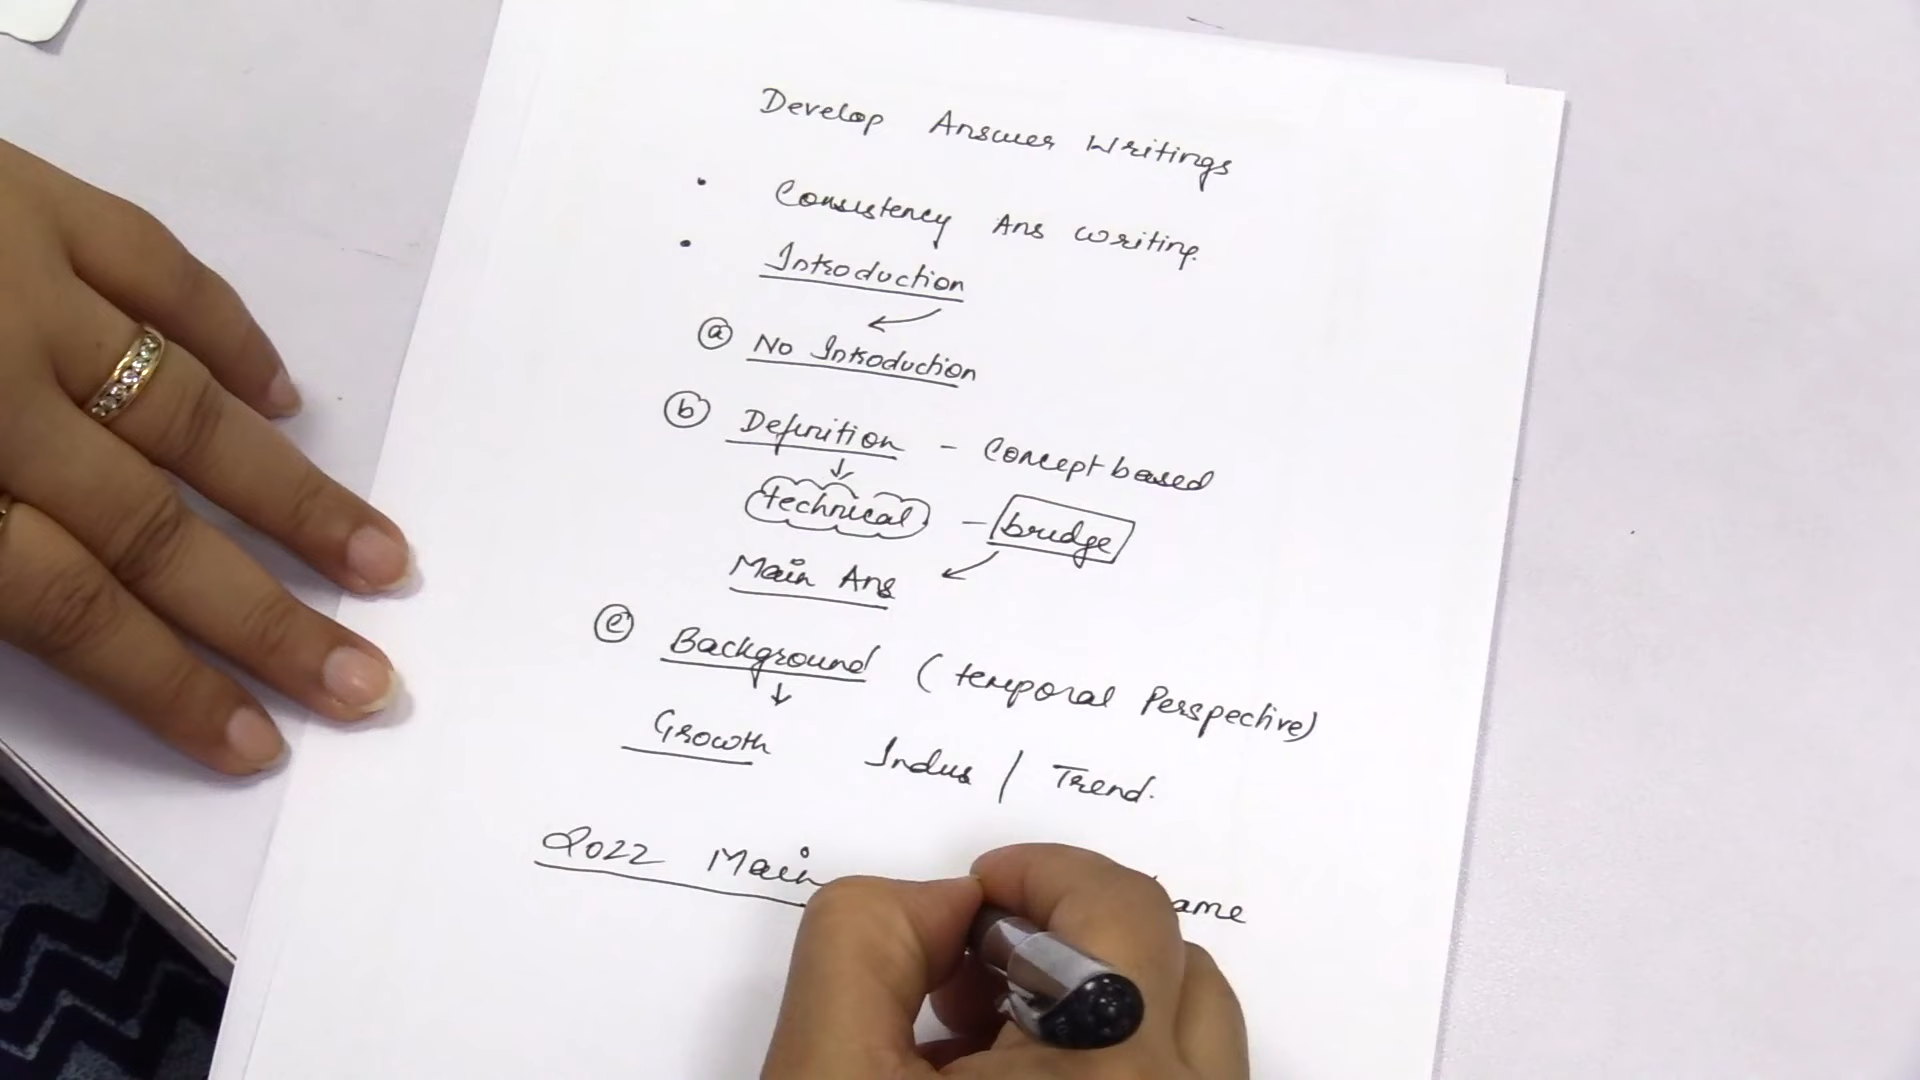 Develop Answer Writings
• Consistency Ans writing.
• Introduction
ⓐ No Introduction
ⓑ Definition - Concept based
technical - bridge
Main Ans
ⓒ Background (temporal Perspective)
Growth Indus / Trend.
2022 Main